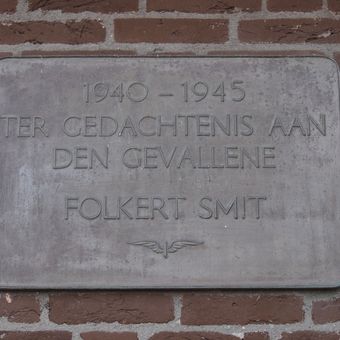 1940 – 1945
TER GEDACHTENIS AAN
DEN GEVALLENE
FOLKERT SMIT